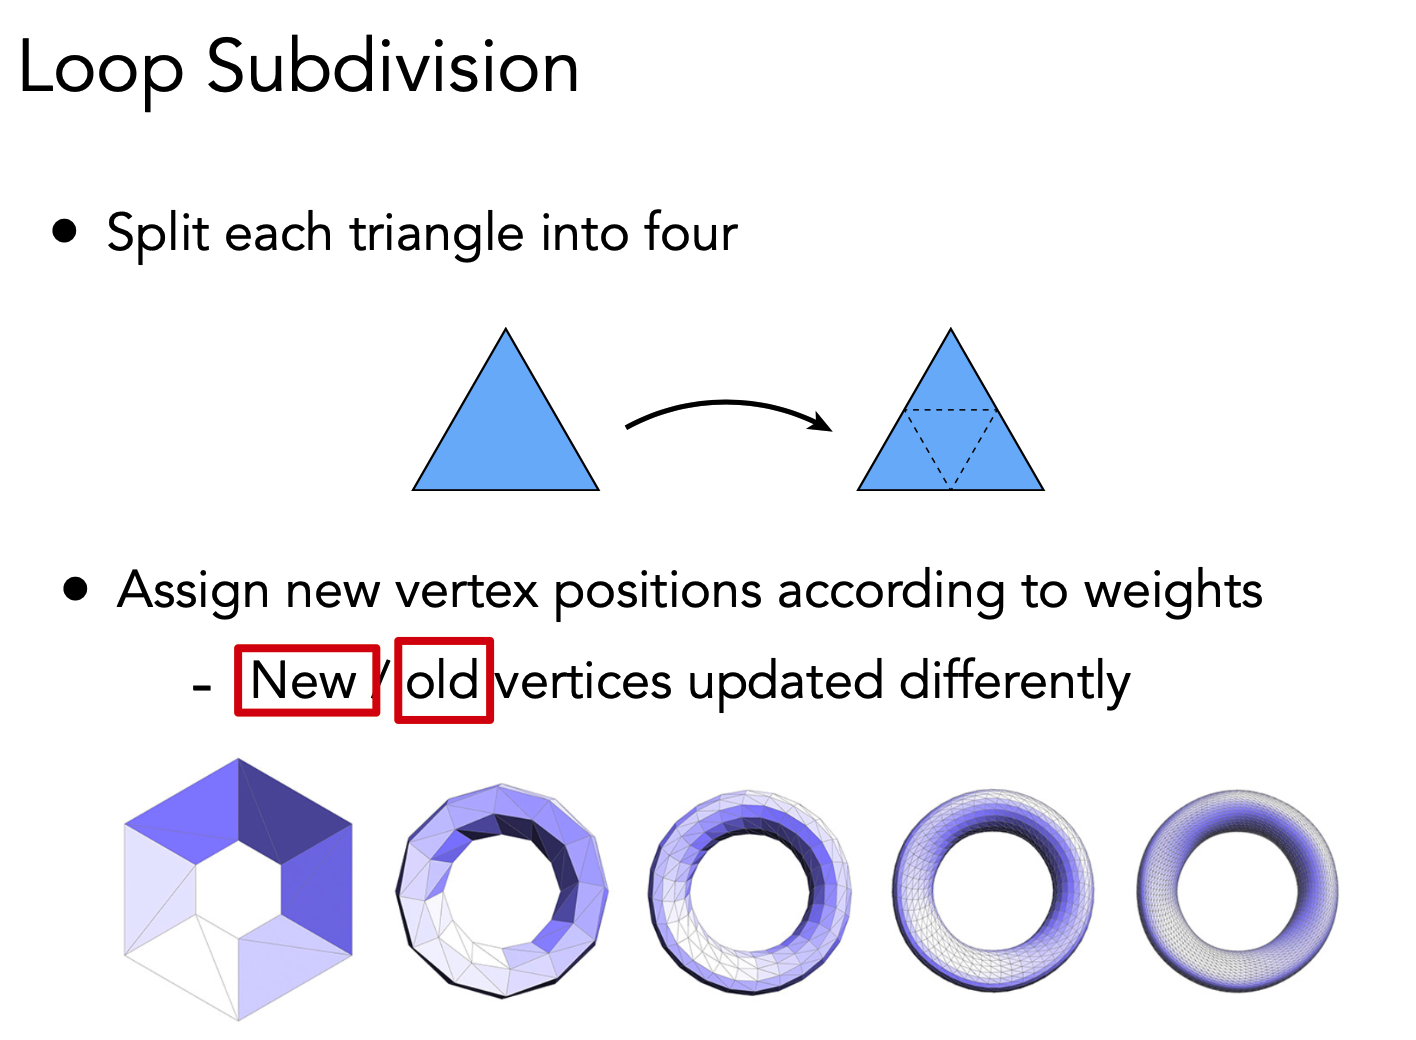 Loop Subdivision
• Split each triangle into four
• Assign new vertex positions according to weights
- New / old vertices updated differently